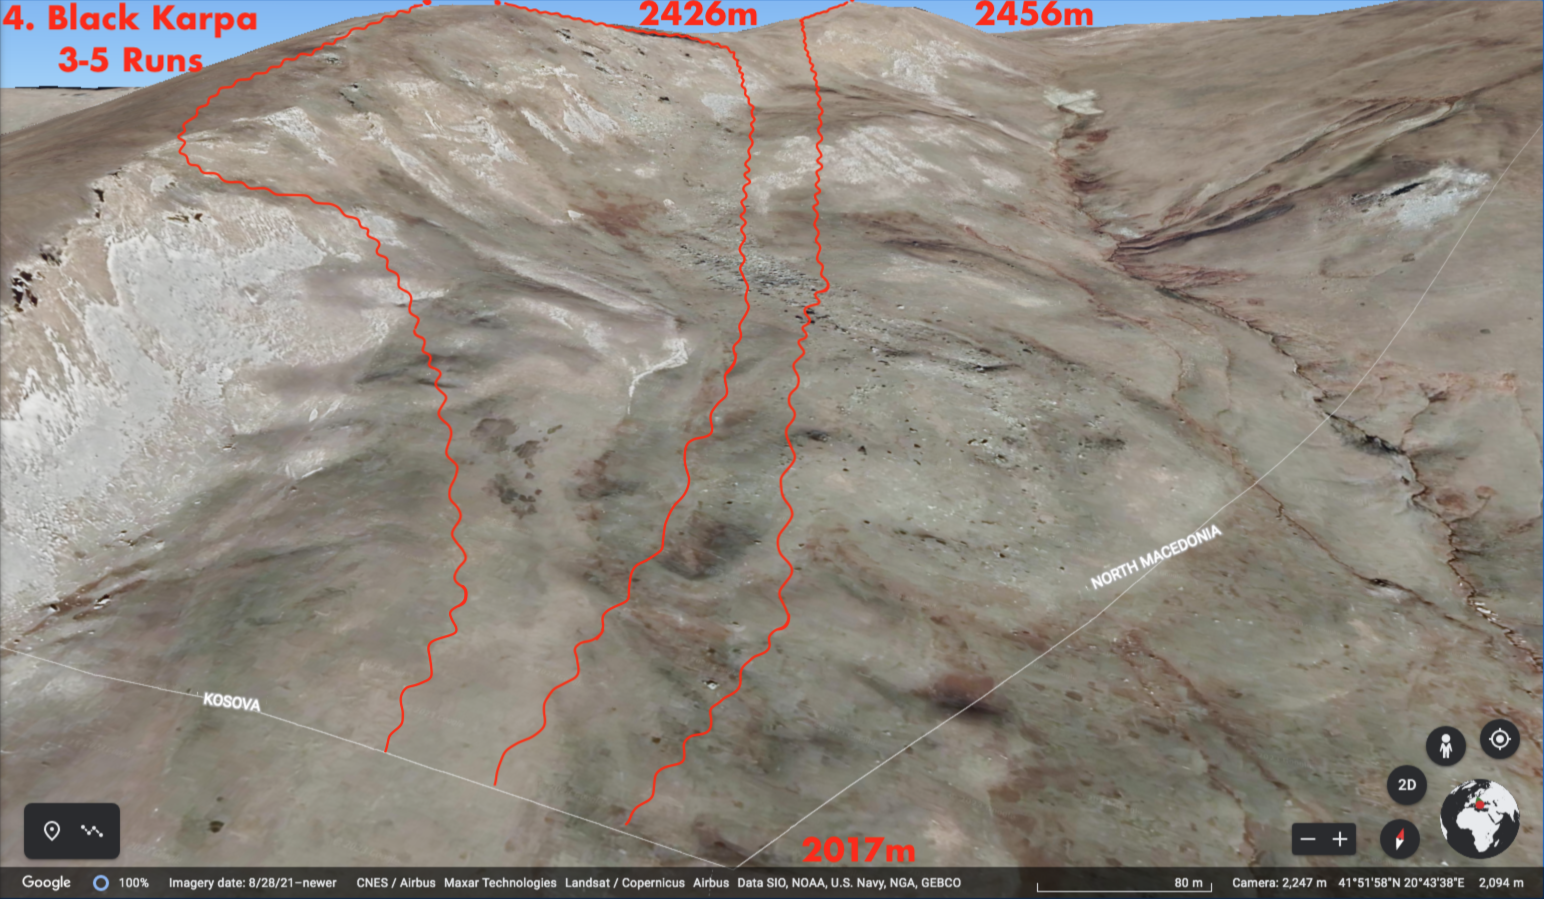 4. Black Karpa
3-5 Runs
2426m
2456m
KOSOVA
NORTH MACEDONIA
2017m
2D
Google 100% Imagery date: 8/28/21–newer CNES / Airbus Maxar Technologies Landsat / Copernicus Airbus Data SIO, NOAA, U.S. Navy, NGA, GEBCO 80 m Camera: 2,247 m 41°51'58"N 20°43'38"E 2,094 m